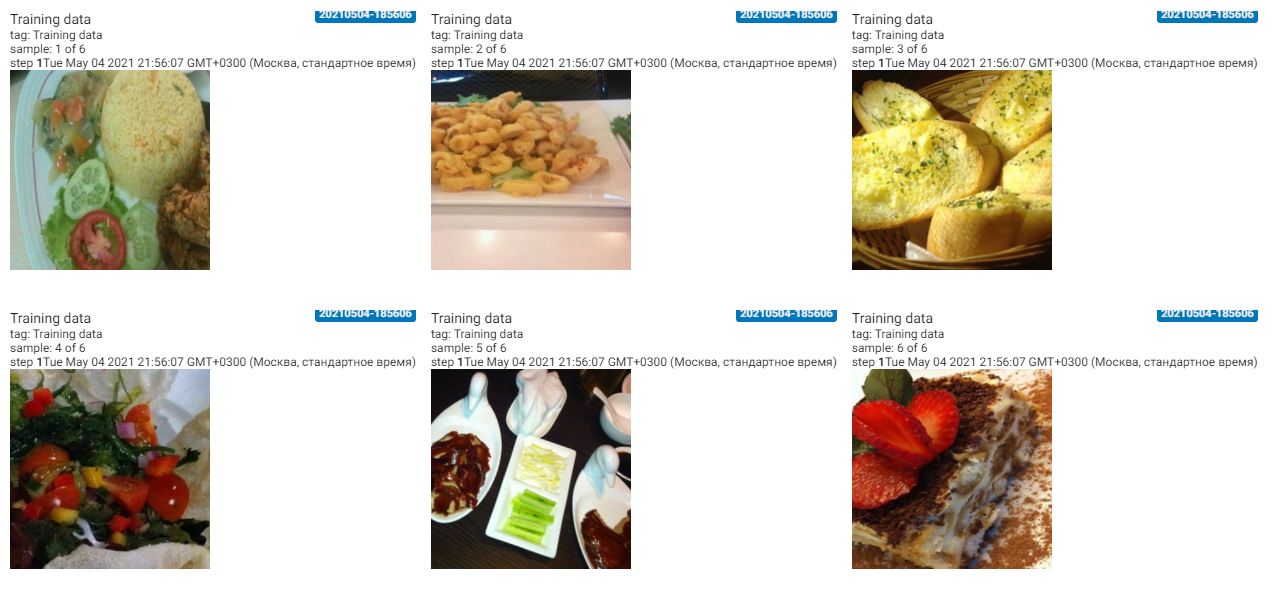 Training data
20210504-185606
tag: Training data
sample: 1 of 6
step 1Tue May 04 2021 21:56:07 GMT+0300 (Москва, стандартное время)
Training data
20210504-185606
tag: Training data
sample: 2 of 6
step 1Tue May 04 2021 21:56:07 GMT+0300 (Москва, стандартное время)
Training data
20210504-185606
tag: Training data
sample: 3 of 6
step 1Tue May 04 2021 21:56:07 GMT+0300 (Москва, стандартное время)
Training data
20210504-185606
tag: Training data
sample: 4 of 6
step 1Tue May 04 2021 21:56:07 GMT+0300 (Москва, стандартное время)
Training data
20210504-185606
tag: Training data
sample: 5 of 6
step 1Tue May 04 2021 21:56:07 GMT+0300 (Москва, стандартное время)
Training data
20210504-185606
tag: Training data
sample: 6 of 6
step 1Tue May 04 2021 21:56:07 GMT+0300 (Москва, стандартное время)